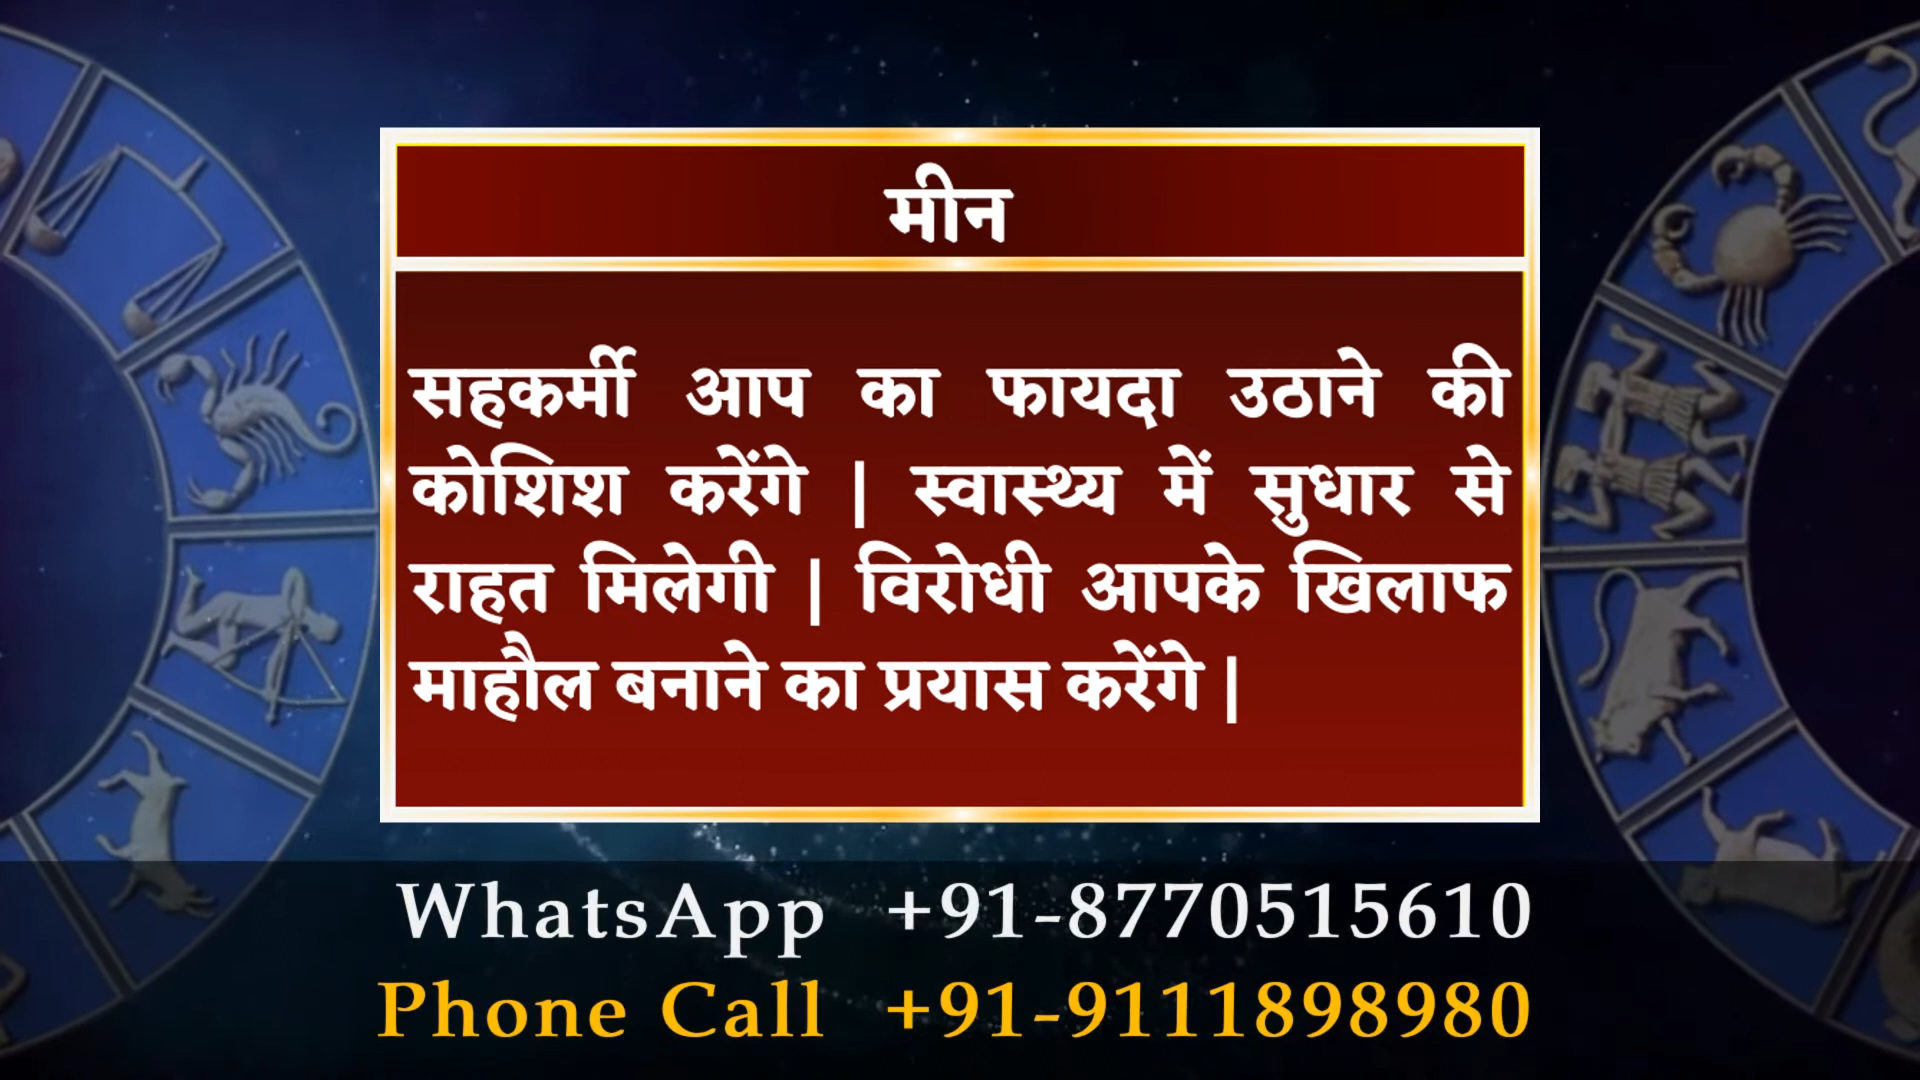 मीन
सहकर्मी आप का फायदा उठाने की
कोशिश करेंगे | स्वास्थ्य में सुधार से
राहत मिलेगी | विरोधी आपके खिलाफ
माहौल बनाने का प्रयास करेंगे |
WhatsApp +91-8770515610
Phone Call +91-9111898980